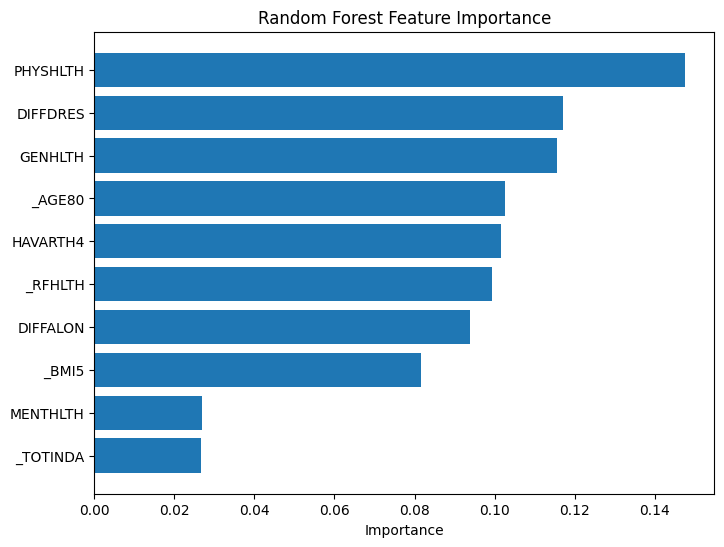 Random Forest Feature Importance
PHYSHLTH
DIFFDRES
GENHLTH
_AGE80
HAVARTH4
_RFHLTH
DIFFALON
_BMI5
MENTHLTH
_TOTINDA
0.00 0.02 0.04 0.06 0.08 0.10 0.12 0.14
Importance